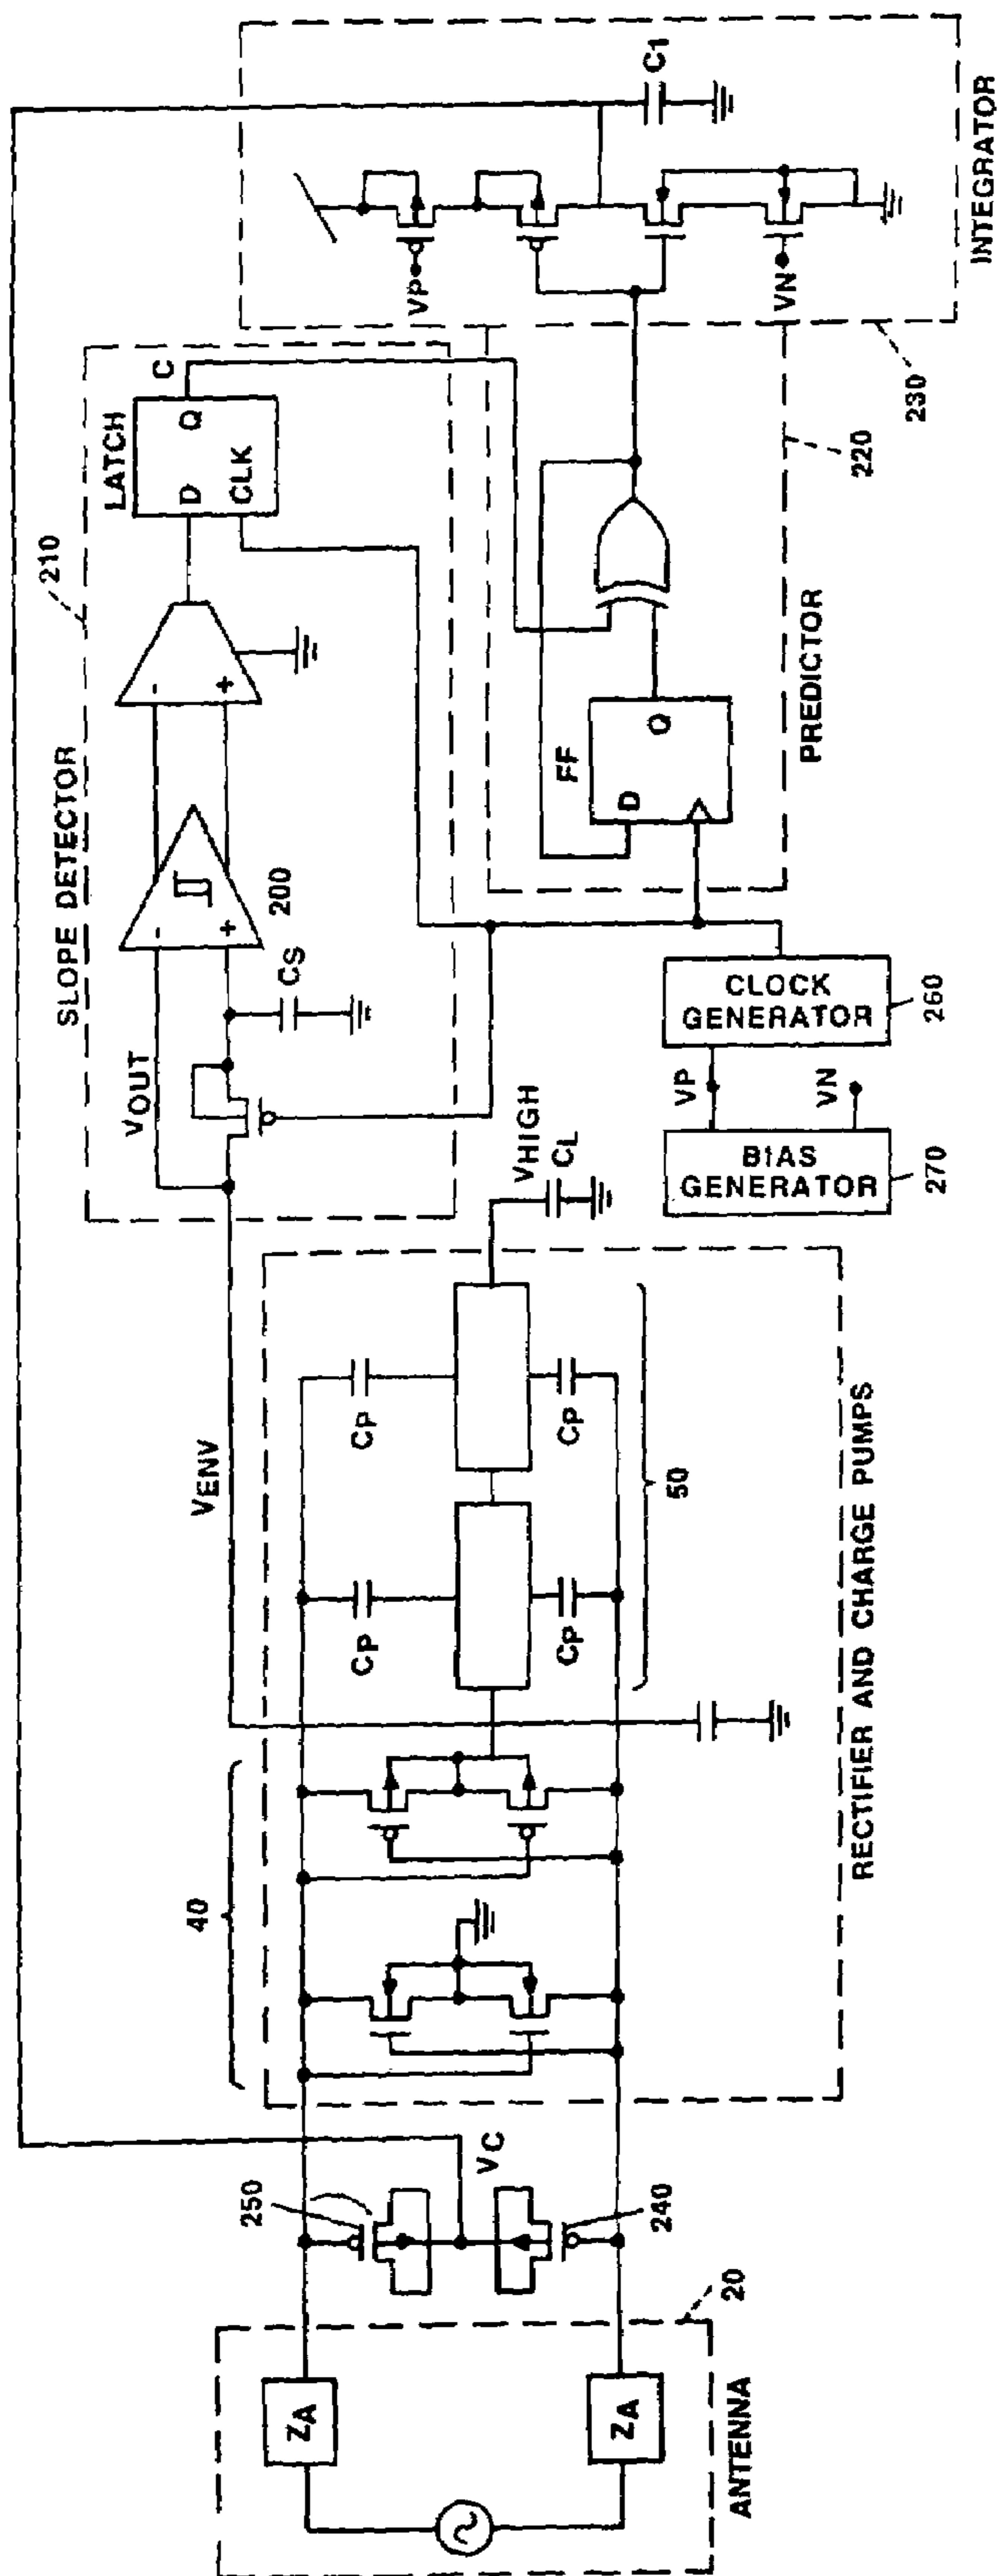 ANTENNA
20
ZA
ZA
250
240
VC
40
RECTIFIER AND CHARGE PUMPS
50
CP
CP
CP
CP
VENV
VHIGH
CL
SLOPE DETECTOR
210
VOUT
CS
-
+
200
-
+
LATCH
D
Q
CLK
C
BIAS
GENERATOR
270
VP
VN
CLOCK
GENERATOR
260
PREDICTOR
220
FF
D
Q
INTEGRATOR
230
VP
VN
C1